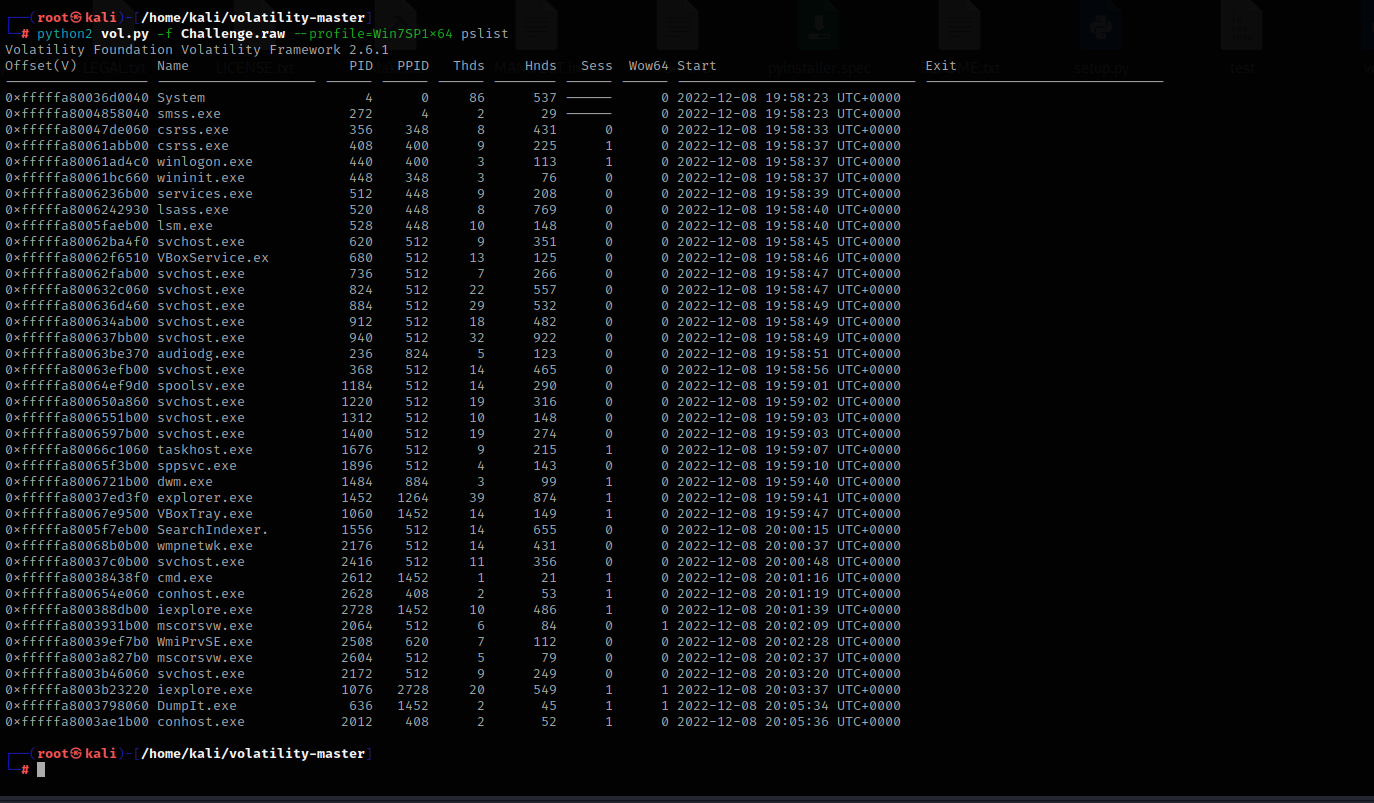 ┌──(root㉿kali)-[/home/kali/volatility-master]
└─# python2 vol.py -f Challenge.raw --profile=Win7SP1×64 pslist
Volatility Foundation Volatility Framework 2.6.1
Offset(V) Name PID PPID Thds Hnds Sess Wow64 Start Exit
0×fffffa80036d0040 System 4 0 86 537 ------ 0 2022-12-08 19:58:23 UTC+0000
0×fffffa8004858040 smss.exe 272 4 2 29 ------ 0 2022-12-08 19:58:23 UTC+0000
0×fffffa80047de060 csrss.exe 356 348 8 431 0 0 2022-12-08 19:58:33 UTC+0000
0×fffffa80061abb00 csrss.exe 408 400 9 225 1 0 2022-12-08 19:58:37 UTC+0000
0×fffffa80061ad4c0 winlogon.exe 440 400 3 113 1 0 2022-12-08 19:58:37 UTC+0000
0×fffffa80061bc660 wininit.exe 448 348 3 76 0 0 2022-12-08 19:58:37 UTC+0000
0×fffffa8006236b00 services.exe 512 448 9 208 0 0 2022-12-08 19:58:39 UTC+0000
0×fffffa8006242930 lsass.exe 520 448 8 769 0 0 2022-12-08 19:58:40 UTC+0000
0×fffffa8005faeb00 lsm.exe 528 448 10 148 0 0 2022-12-08 19:58:40 UTC+0000
0×fffffa80062ba4f0 svchost.exe 620 512 9 351 0 0 2022-12-08 19:58:45 UTC+0000
0×fffffa80062f6510 VBoxService.ex 680 512 13 125 0 0 2022-12-08 19:58:46 UTC+0000
0×fffffa80062fab00 svchost.exe 736 512 7 266 0 0 2022-12-08 19:58:47 UTC+0000
0×fffffa800632c060 svchost.exe 824 512 22 557 0 0 2022-12-08 19:58:47 UTC+0000
0×fffffa800636d460 svchost.exe 884 512 29 532 0 0 2022-12-08 19:58:49 UTC+0000
0×fffffa800634ab00 svchost.exe 912 512 18 482 0 0 2022-12-08 19:58:49 UTC+0000
0×fffffa800637bb00 svchost.exe 940 512 32 922 0 0 2022-12-08 19:58:49 UTC+0000
0×fffffa80063be370 audiodg.exe 236 824 5 123 0 0 2022-12-08 19:58:51 UTC+0000
0×fffffa80063efb00 svchost.exe 368 512 14 465 0 0 2022-12-08 19:58:56 UTC+0000
0×fffffa80064ef9d0 spoolsv.exe 1184 512 14 290 0 0 2022-12-08 19:59:01 UTC+0000
0×fffffa800650a860 svchost.exe 1220 512 19 316 0 0 2022-12-08 19:59:02 UTC+0000
0×fffffa8006551b00 svchost.exe 1312 512 10 148 0 0 2022-12-08 19:59:03 UTC+0000
0×fffffa8006597b00 svchost.exe 1400 512 19 274 0 0 2022-12-08 19:59:03 UTC+0000
0×fffffa80066c1060 taskhost.exe 1676 512 9 215 1 0 2022-12-08 19:59:07 UTC+0000
0×fffffa80065f3b00 sppsvc.exe 1896 512 4 143 0 0 2022-12-08 19:59:10 UTC+0000
0×fffffa8006721b00 dwm.exe 1484 884 3 99 1 0 2022-12-08 19:59:40 UTC+0000
0×fffffa80037ed3f0 explorer.exe 1452 1264 39 874 1 0 2022-12-08 19:59:41 UTC+0000
0×fffffa80067e9500 VBoxTray.exe 1060 1452 14 149 1 0 2022-12-08 19:59:47 UTC+0000
0×fffffa8005f7eb00 SearchIndexer. 1556 512 14 655 0 0 2022-12-08 20:00:15 UTC+0000
0×fffffa80068b0b00 wmpnetwk.exe 2176 512 14 431 0 0 2022-12-08 20:00:37 UTC+0000
0×fffffa80037c0b00 svchost.exe 2416 512 11 356 0 0 2022-12-08 20:00:48 UTC+0000
0×fffffa80038438f0 cmd.exe 2612 1452 1 21 1 0 2022-12-08 20:01:16 UTC+0000
0×fffffa800654e060 conhost.exe 2628 408 2 53 1 0 2022-12-08 20:01:19 UTC+0000
0×fffffa800388db00 iexplore.exe 2728 1452 10 486 1 0 2022-12-08 20:01:39 UTC+0000
0×fffffa8003931b00 mscorsvw.exe 2064 512 6 84 0 1 2022-12-08 20:02:09 UTC+0000
0×fffffa80039ef7b0 WmiPrvSE.exe 2508 620 7 112 0 0 2022-12-08 20:02:28 UTC+0000
0×fffffa8003a827b0 mscorsvw.exe 2604 512 5 79 0 0 2022-12-08 20:02:37 UTC+0000
0×fffffa8003b46060 svchost.exe 2172 512 9 249 0 0 2022-12-08 20:03:20 UTC+0000
0×fffffa8003b23220 iexplore.exe 1076 2728 20 549 1 1 2022-12-08 20:03:37 UTC+0000
0×fffffa8003798060 DumpIt.exe 636 1452 2 45 1 1 2022-12-08 20:05:34 UTC+0000
0×fffffa8003ae1b00 conhost.exe 2012 408 2 52 1 0 2022-12-08 20:05:36 UTC+0000
┌──(root㉿kali)-[/home/kali/volatility-master]
└─#